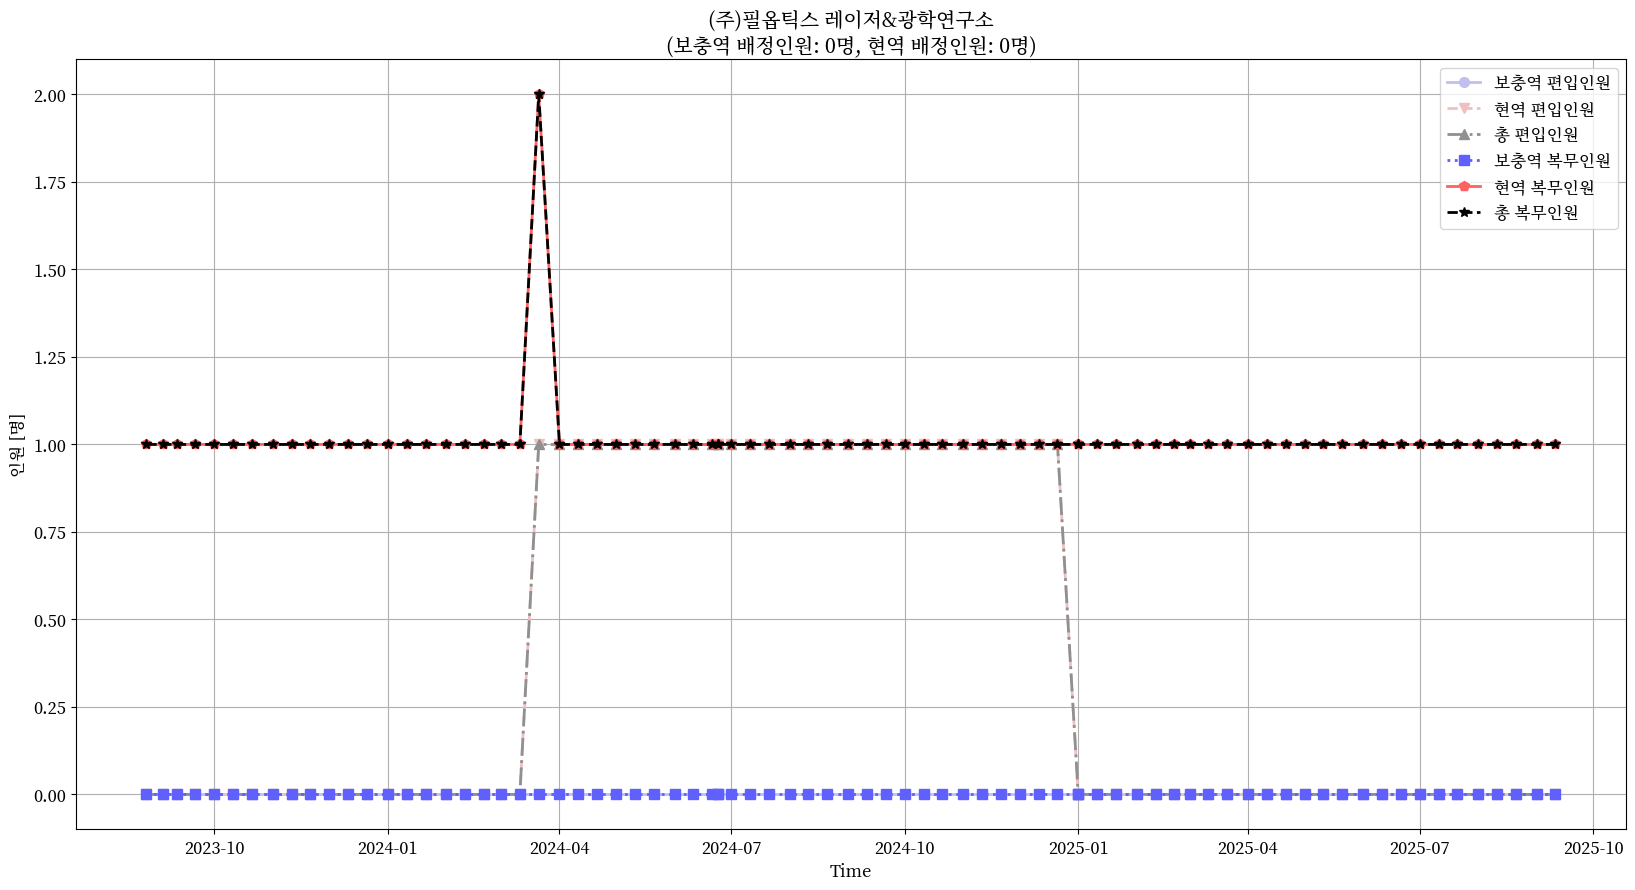 (주)필옵틱스 레이저&광학연구소
(보충역 배정인원: 0명, 현역 배정인원: 0명)
보충역 편입인원
현역 편입인원
총 편입인원
보충역 복무인원
현역 복무인원
총 복무인원
2.00
1.75
1.50
1.25
1.00
0.75
0.50
0.25
0.00
인원 [명]
2023-10
2024-01
2024-04
2024-07
2024-10
2025-01
2025-04
2025-07
2025-10
Time